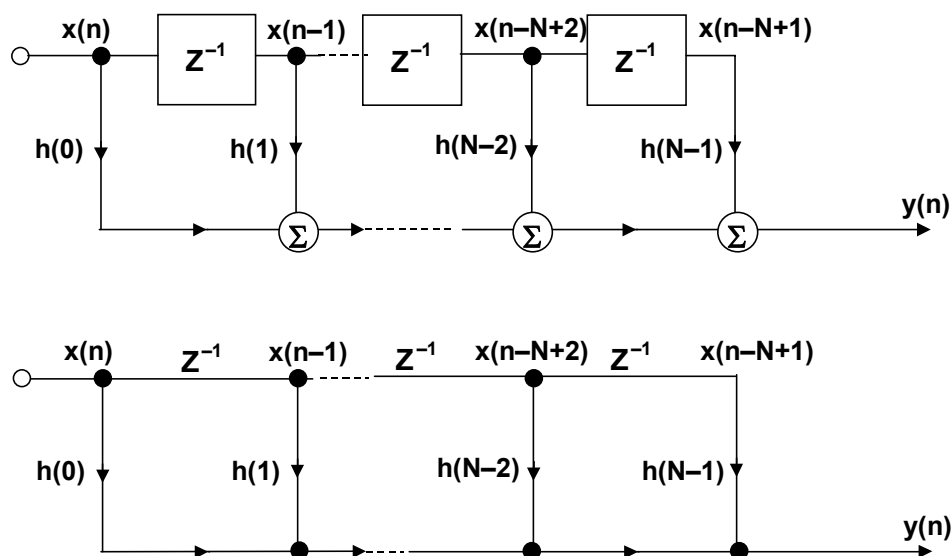 x(n) x(n–1) x(n–N+2) x(n–N+1)
Z⁻¹ Z⁻¹ Z⁻¹
h(0) h(1) h(N–2) h(N–1)
y(n)
Σ Σ Σ
x(n) Z⁻¹ x(n–1) Z⁻¹ x(n–N+2) Z⁻¹ x(n–N+1)
h(0) h(1) h(N–2) h(N–1)
y(n)